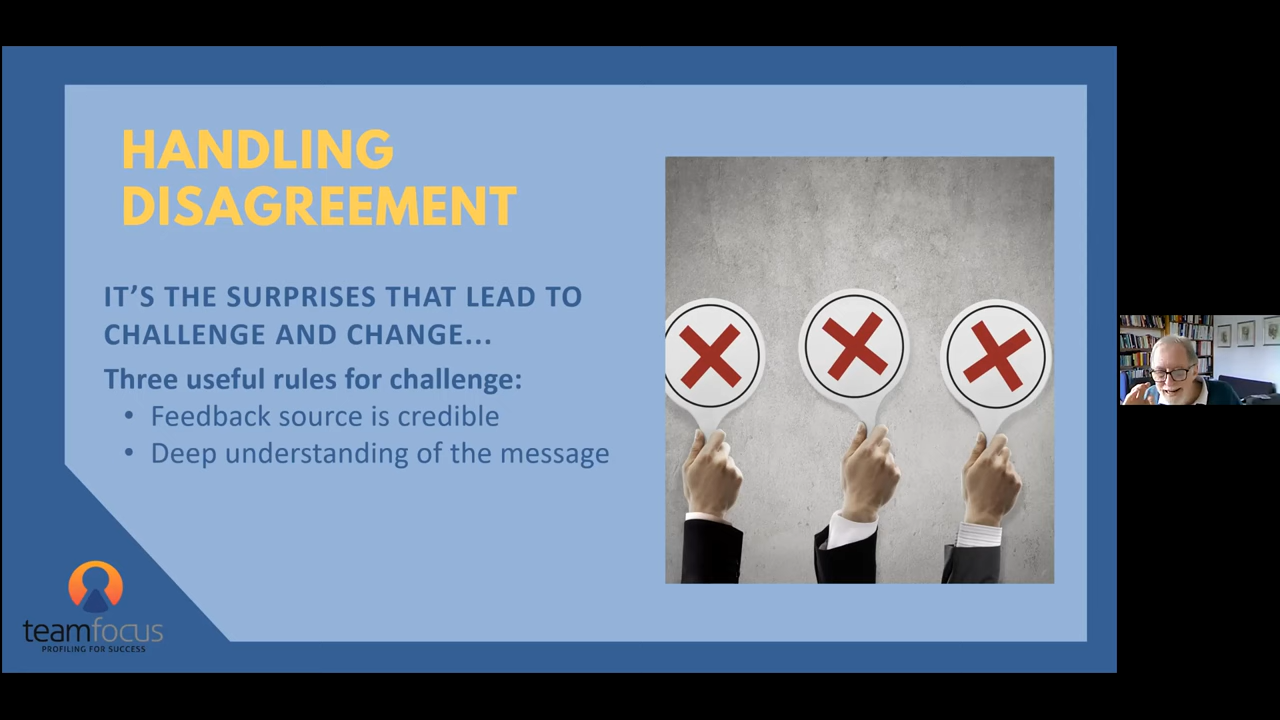 HANDLING
DISAGREEMENT
IT'S THE SURPRISES THAT LEAD TO
CHALLENGE AND CHANGE...
Three useful rules for challenge:
• Feedback source is credible
• Deep understanding of the message
teamfocus
PROFILING FOR SUCCESS